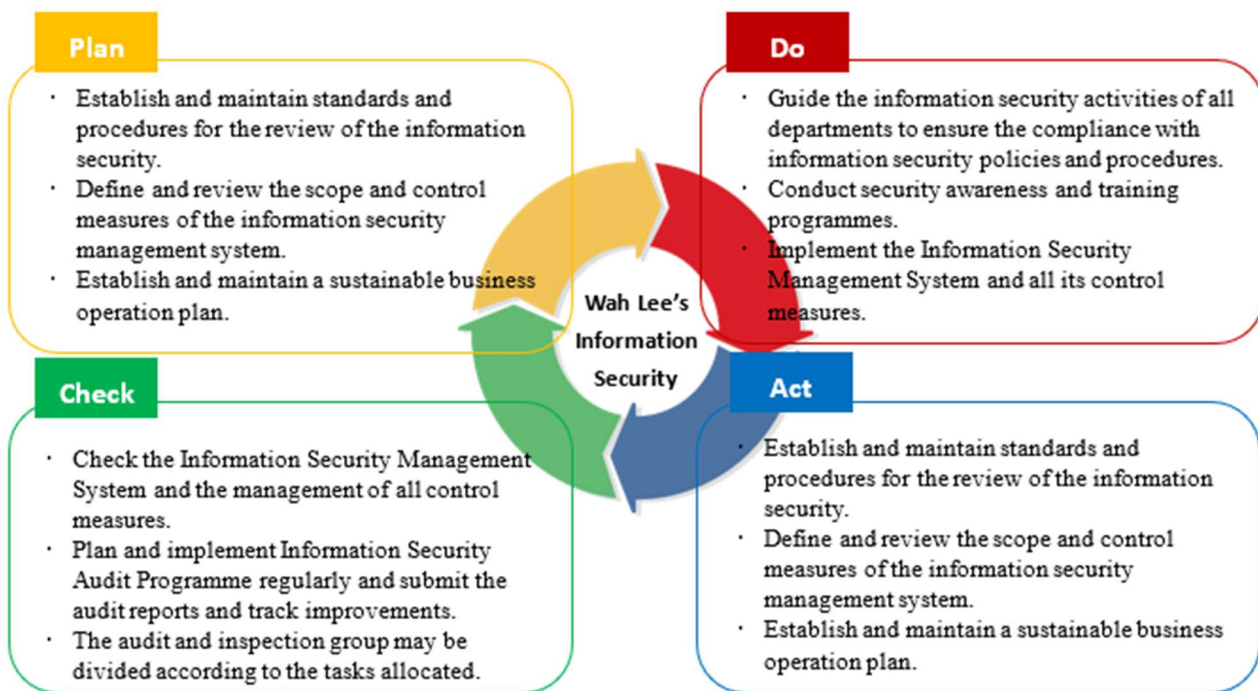 Plan
· Establish and maintain standards and
procedures for the review of the information
security.
· Define and review the scope and control
measures of the information security
management system.
· Establish and maintain a sustainable business
operation plan.
Do
· Guide the information security activities of all
departments to ensure the compliance with
information security policies and procedures.
· Conduct security awareness and training
programmes.
· Implement the Information Security
Management System and all its control
measures.
Wah Lee's
Information
Security
Check
· Check the Information Security Management
System and the management of all control
measures.
· Plan and implement Information Security
Audit Programme regularly and submit the
audit reports and track improvements.
· The audit and inspection group may be
divided according to the tasks allocated.
Act
· Establish and maintain standards and
procedures for the review of the information
security.
· Define and review the scope and control
measures of the information security
management system.
· Establish and maintain a sustainable business
operation plan.